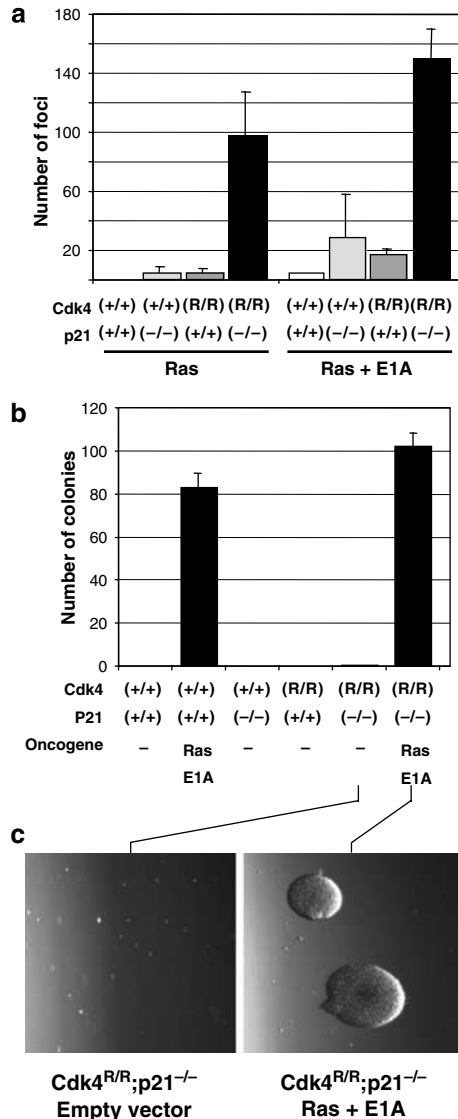 a
Number of foci
180
140
100
60
20
Cdk4 (+/+) (+/+) (R/R) (R/R) (+/+) (+/+) (R/R) (R/R)
p21 (+/+) (–/–) (+/+) (–/–) (+/+) (–/–) (+/+) (–/–)
Ras Ras + E1A
b
Number of colonies
120
100
80
60
40
20
0
Cdk4 (+/+) (+/+) (+/+) (R/R) (R/R) (R/R)
P21 (+/+) (+/+) (–/–) (+/+) (–/–) (–/–)
Oncogene – Ras – – – Ras
E1A E1A
c
Cdk4R/R;p21–/– Cdk4R/R;p21–/–
Empty vector Ras + E1A